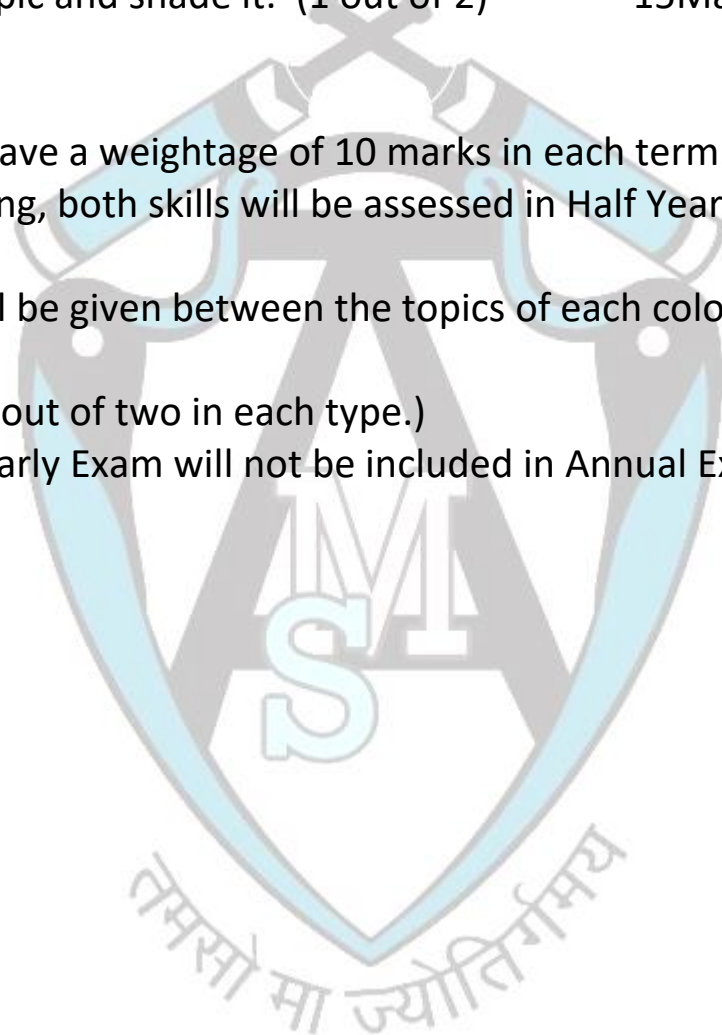 pic and shade it. (1 out of 2) 15Ma
ave a weightage of 10 marks in each term
ng, both skills will be assessed in Half Year
l be given between the topics of each colo
out of two in each type.)
arly Exam will not be included in Annual Ex
A
M
S
तमसो मा ज्योतिर्गमय